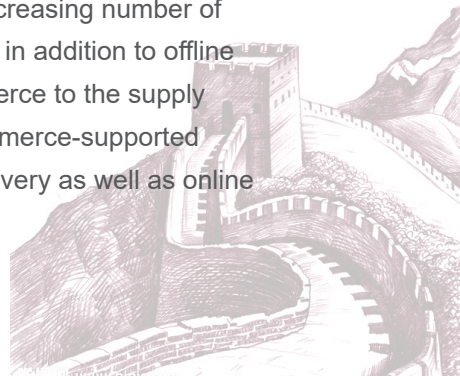 creasing number of
in addition to offline
erce to the supply
merce-supported
very as well as online